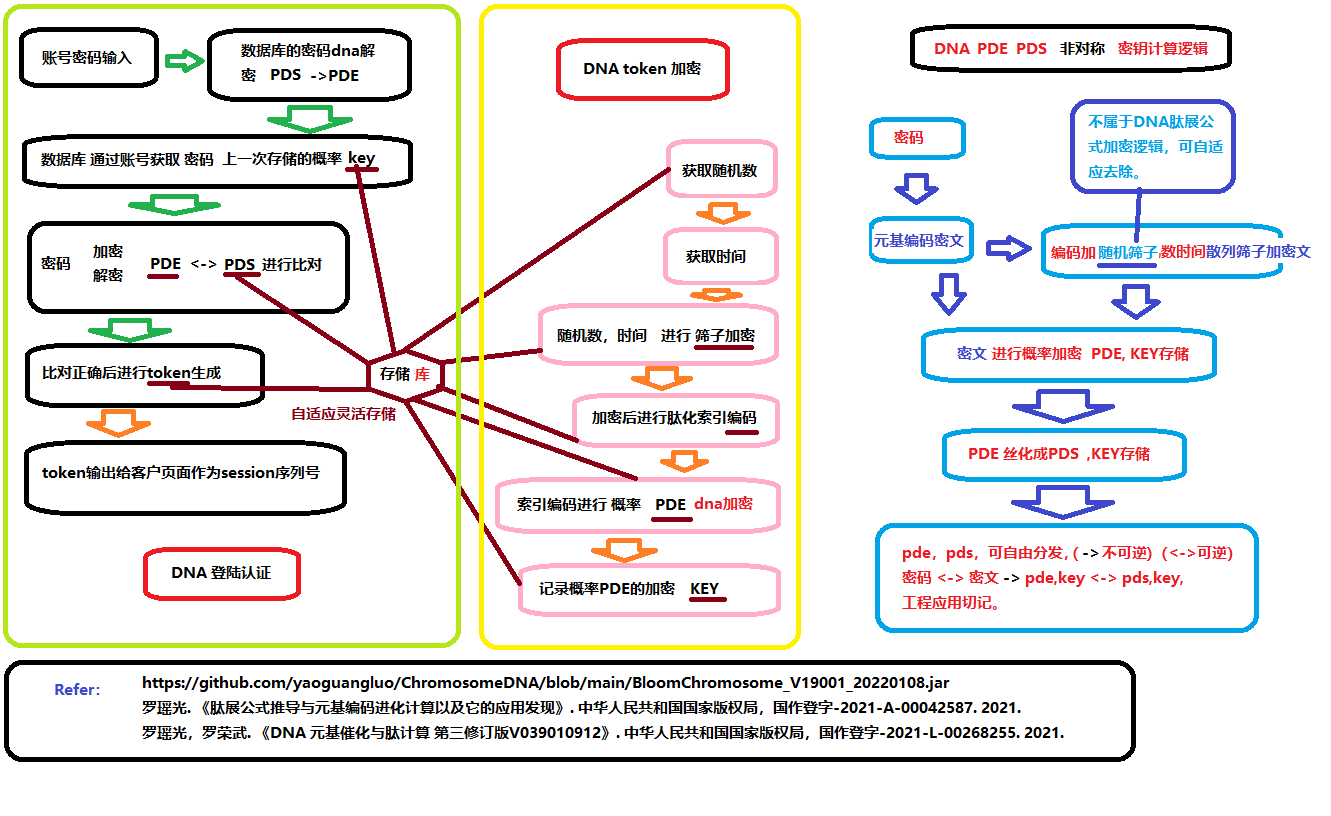 账号密码输入
数据库的密码dna解
密 PDS ->PDE
数据库 通过账号获取 密码 上一次存储的概率 key
密码 加密
解密 PDE <-> PDS 进行比对
比对正确后进行token生成
token输出给客户页面作为session序列号
DNA 登陆认证
存储 库
自适应灵活存储
DNA token 加密
获取随机数
获取时间
随机数，时间 进行 筛子加密
加密后进行肽化索引编码
索引编码进行 概率 PDE dna加密
记录概率PDE的加密 KEY
DNA PDE PDS 非对称 密钥计算逻辑
密码
不属于DNA肽展公
式加密逻辑，可自适
应去除。
元基编码密文
编码加 随机筛子,数时间散列筛子加密文
密文 进行概率加密 PDE, KEY存储
PDE 丝化成PDS ,KEY存储
pde，pds，可自由分发，( ->不可逆)（<->可逆)
密码 <-> 密文 -> pde,key <-> pds,key,
工程应用切记。
Refer： https://github.com/yaoguangluo/ChromosomeDNA/blob/main/BloomChromosome_V19001_20220108.jar
罗瑶光.《肽展公式推导与元基编码进化计算以及它的应用发现》. 中华人民共和国国家版权局，国作登字-2021-A-00042587. 2021.
罗瑶光，罗荣武.《DNA 元基催化与肽计算 第三修订版V039010912》. 中华人民共和国国家版权局，国作登字-2021-L-00268255. 2021.